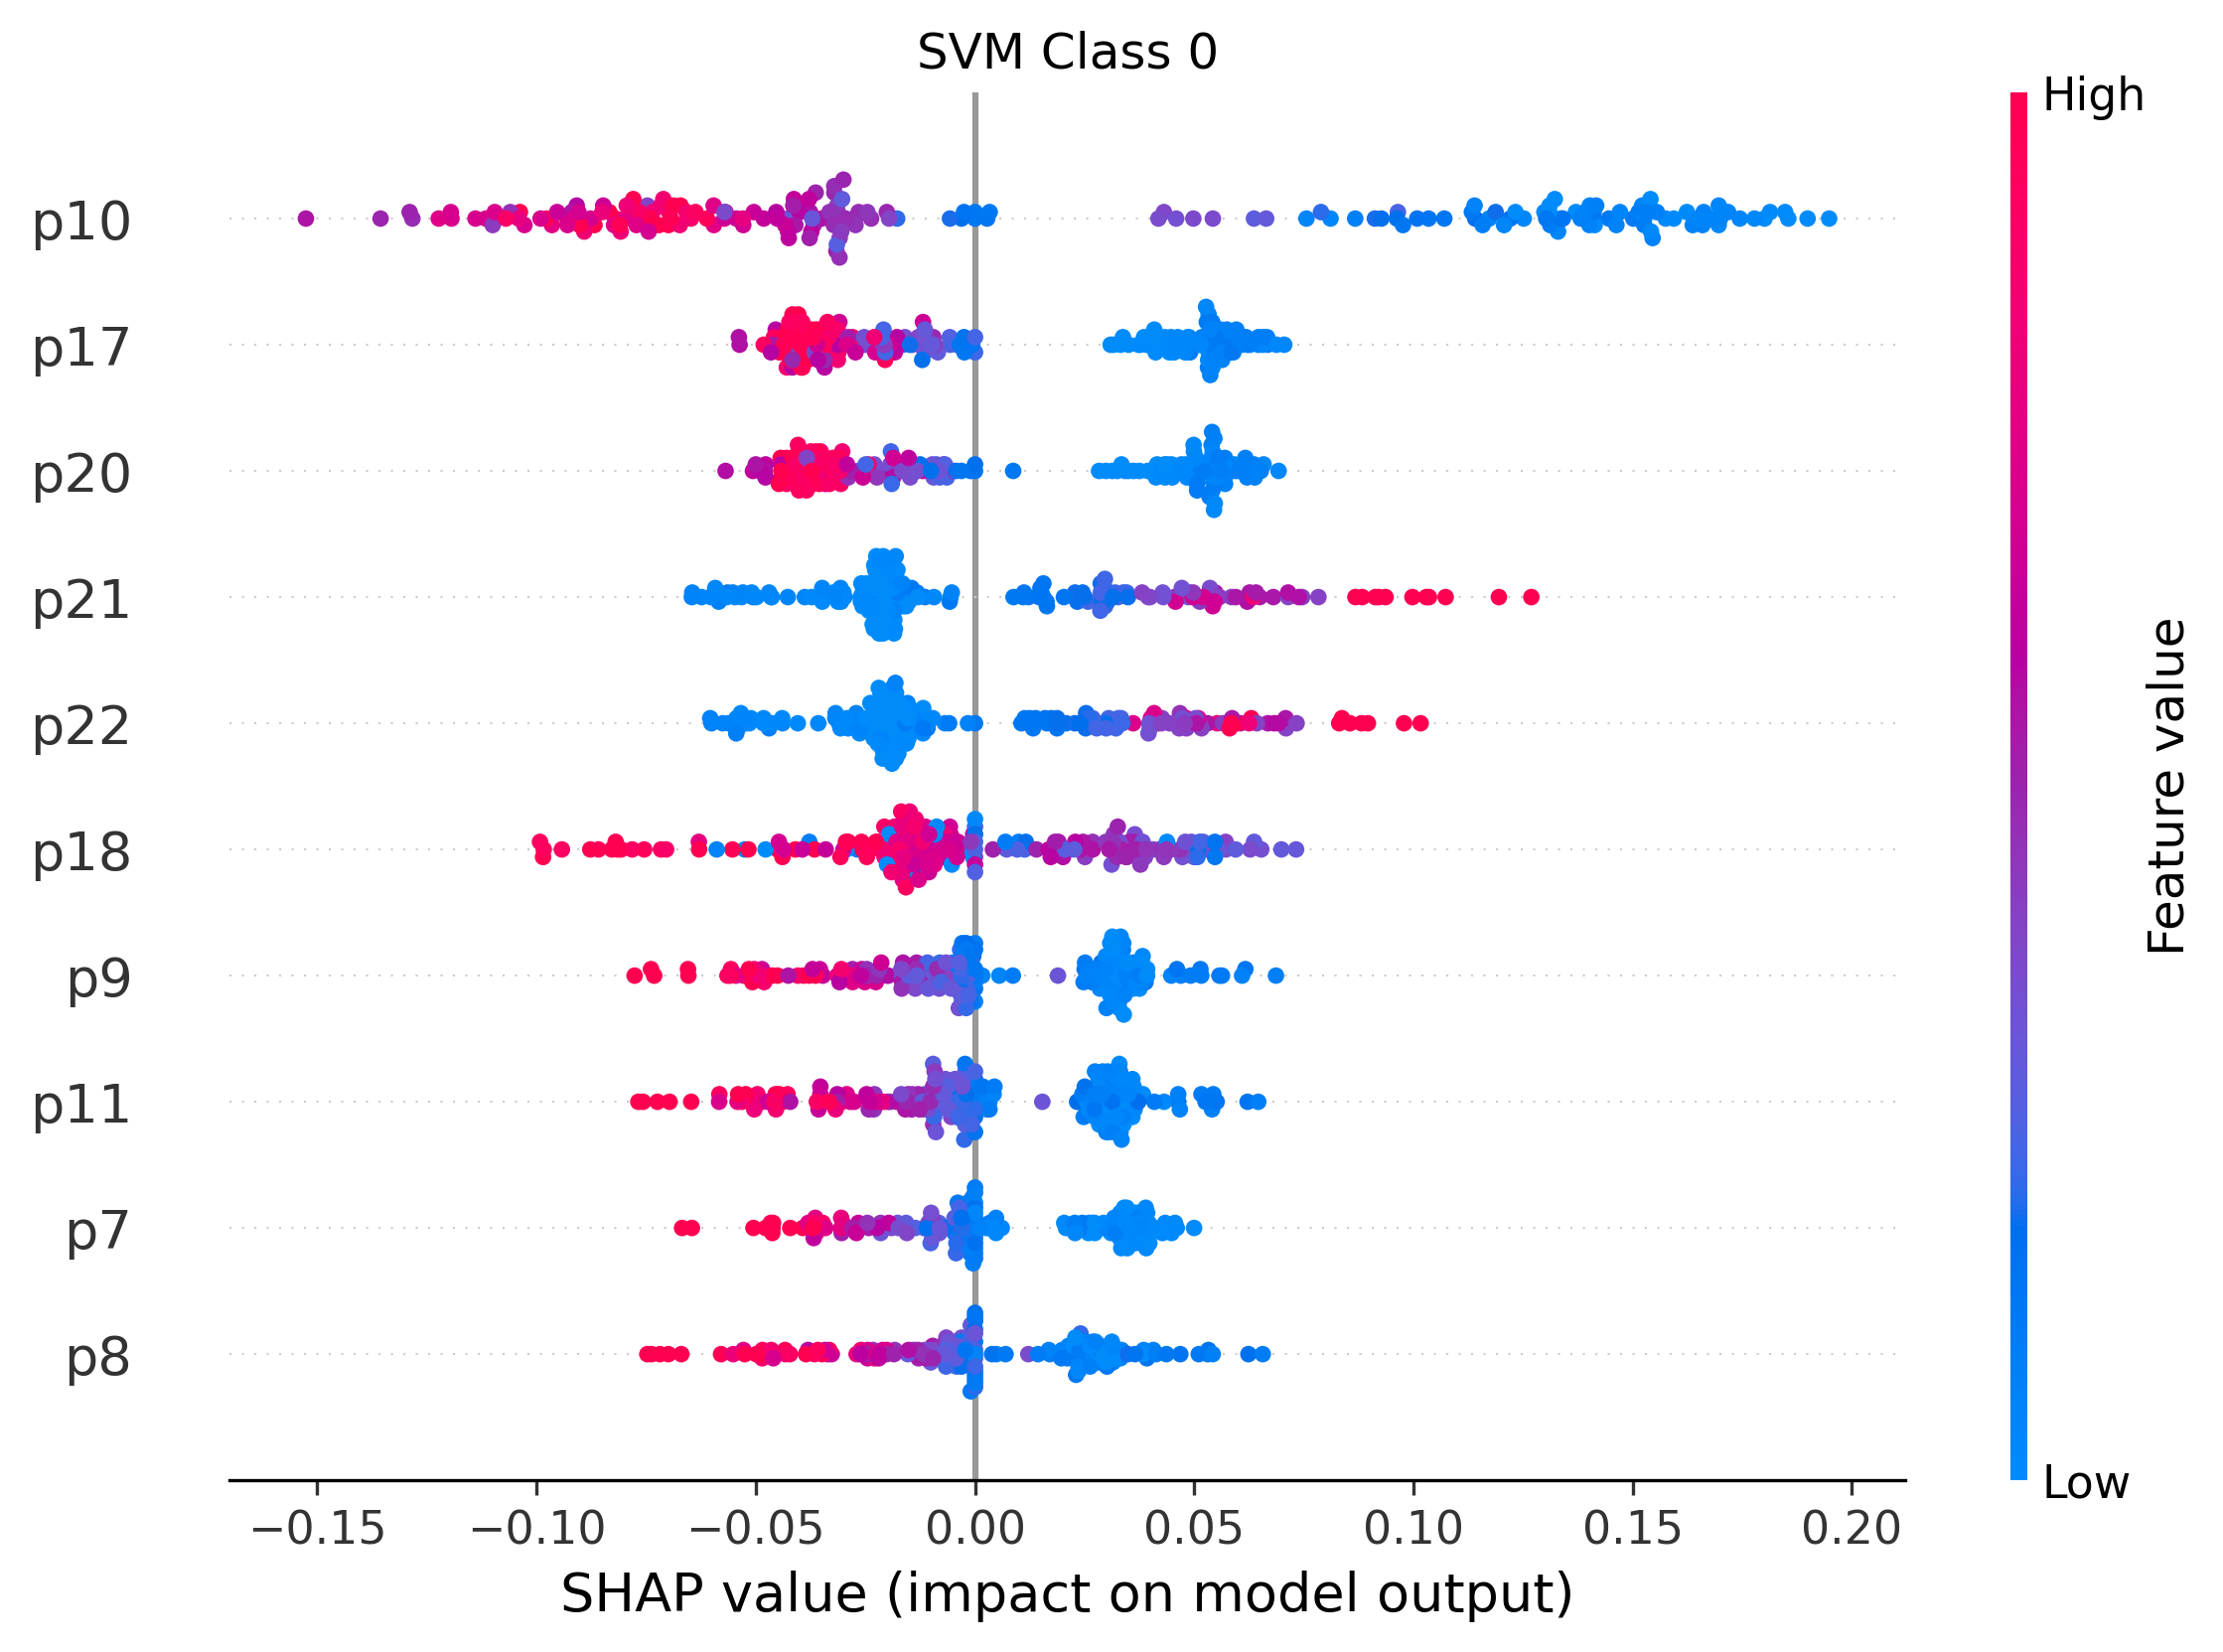 SVM Class 0
High
p10
p17
p20
p21
p22
p18
p9
p11
p7
p8
Feature value
Low
−0.15 −0.10 −0.05 0.00 0.05 0.10 0.15 0.20
SHAP value (impact on model output)